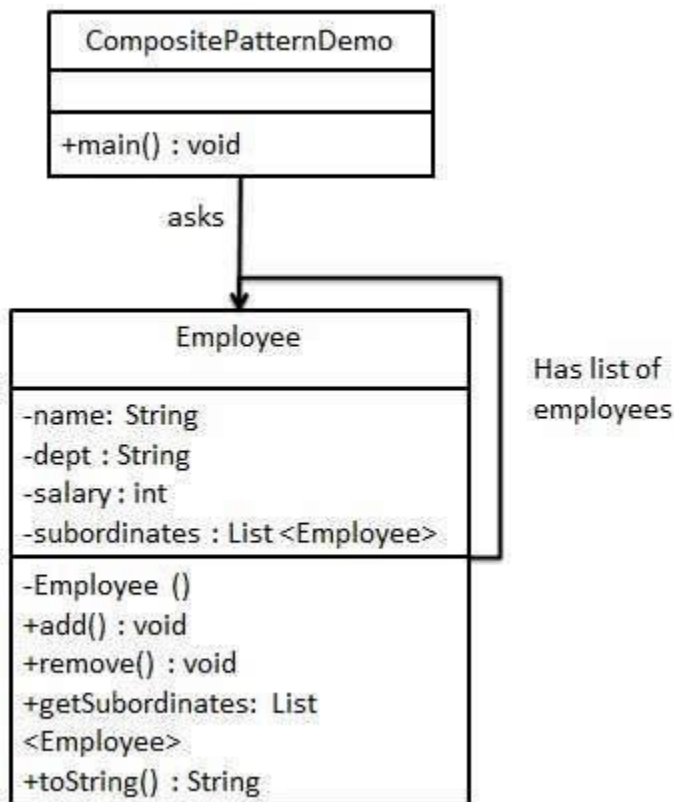 CompositePatternDemo
+main() : void
asks
Employee
Has list of
employees
-name: String
-dept : String
-salary : int
-subordinates : List <Employee>
-Employee ()
+add() : void
+remove() : void
+getSubordinates: List
<Employee>
+toString() : String